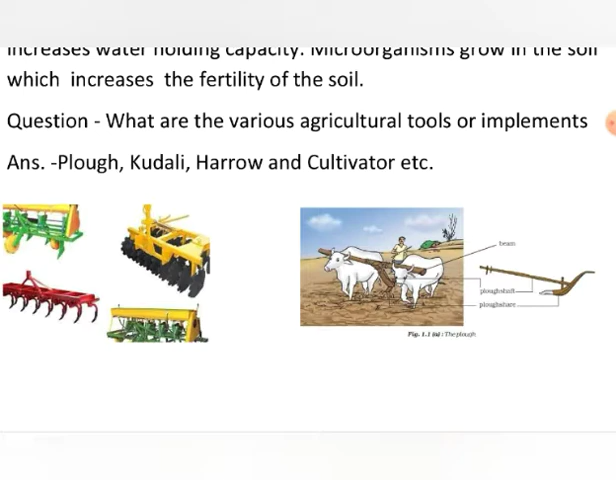 increases water holding capacity. Microorganisms grow in the soil
which increases the fertility of the soil.
Question - What are the various agricultural tools or implements
Ans. -Plough, Kudali, Harrow and Cultivator etc.
beam
ploughshaft
ploughshare
Fig. 1.1 (a) : The plough